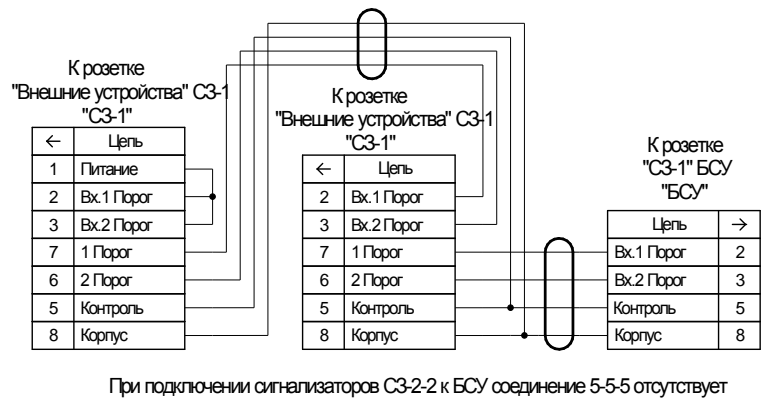 К розетке
"Внешние устройства" СЗ-1
"СЗ-1"
← Цепь
1 Питание
2 Вх.1 Порог
3 Вх.2 Порог
7 1 Порог
6 2 Порог
5 Контроль
8 Корпус
К розетке
"Внешние устройства" СЗ-1
"СЗ-1"
← Цепь
2 Вх.1 Порог
3 Вх.2 Порог
7 1 Порог
6 2 Порог
5 Контроль
8 Корпус
К розетке
"СЗ-1" БСУ
"БСУ"
Цепь →
Вх.1 Порог 2
Вх.2 Порог 3
Контроль 5
Корпус 8
При подключении сигнализаторов СЗ-2-2 к БСУ соединение 5-5-5 отсутствует